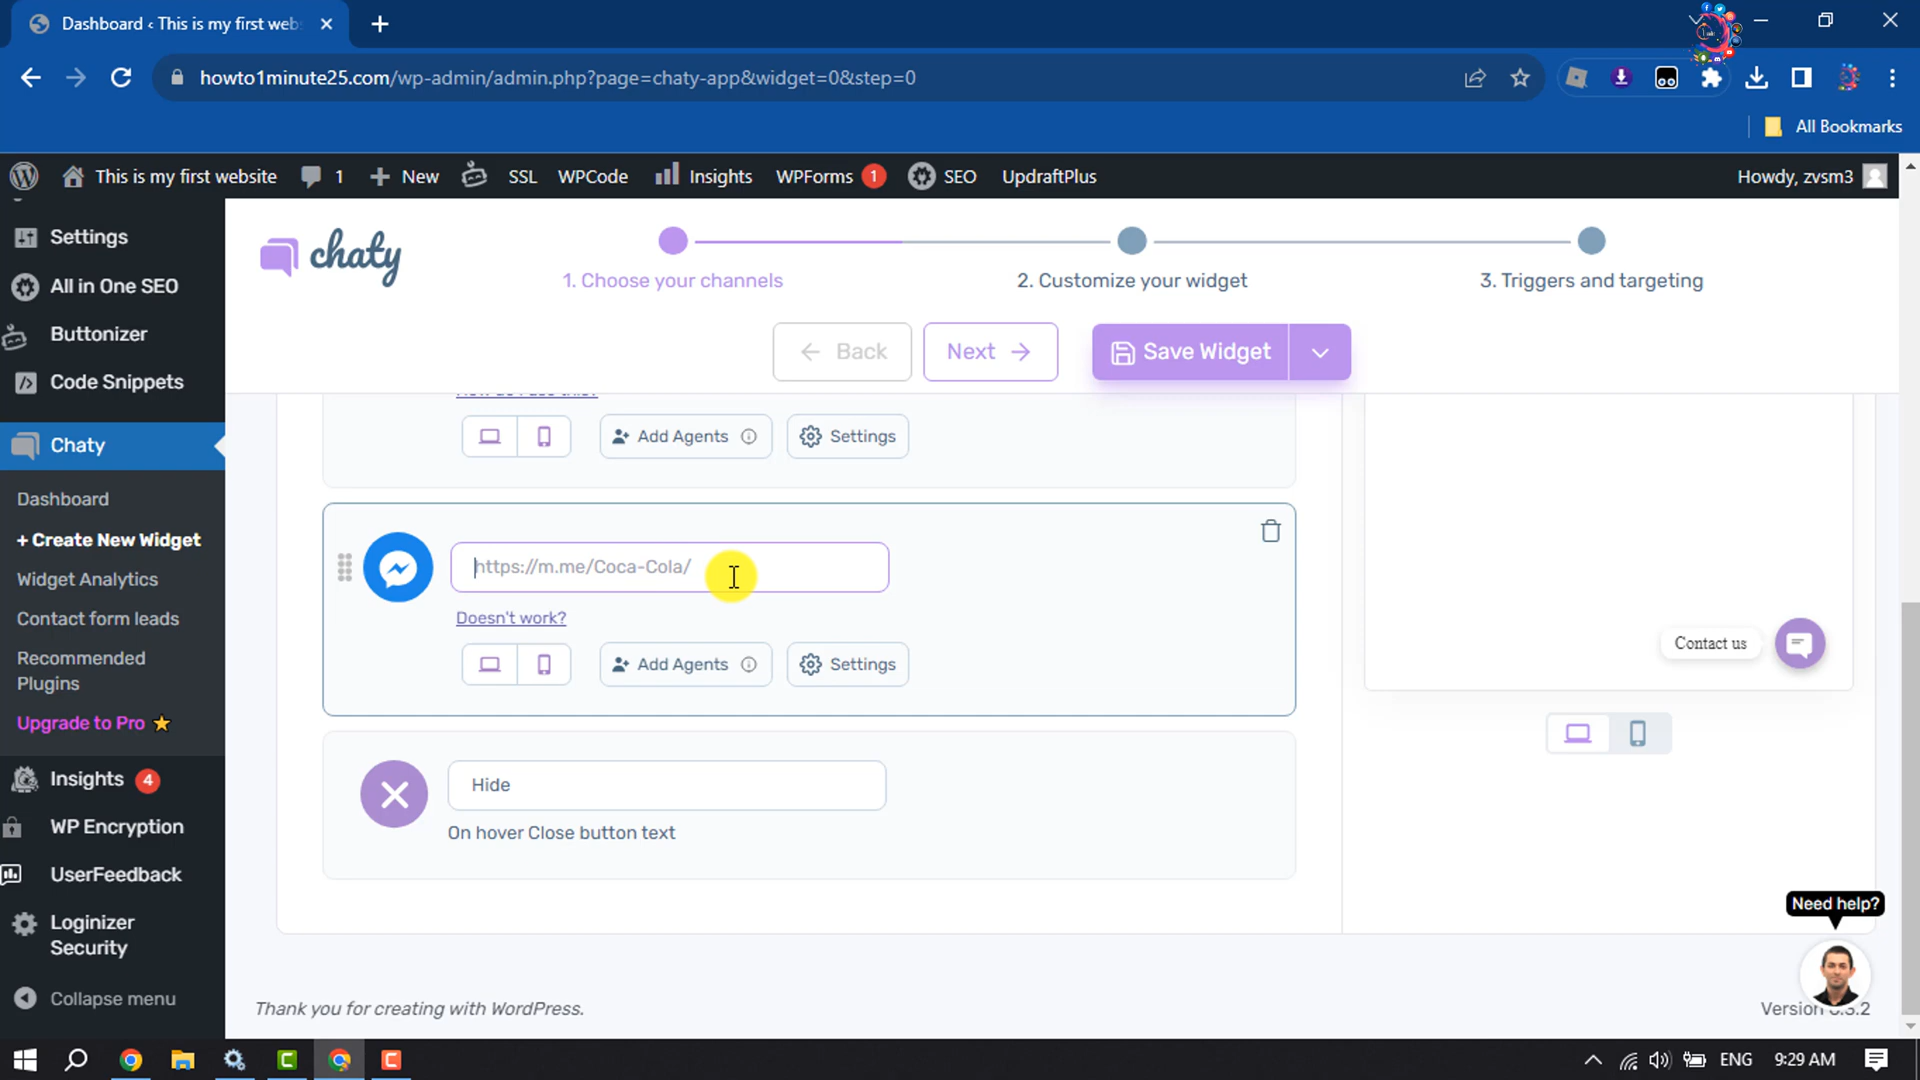 Dashboard ‹ This is my first web
howto1minute25.com/wp-admin/admin.php?page=chaty-app&widget=0&step=0
All Bookmarks
This is my first website
1
New
SSL
WPCode
Insights
WPForms
1
SEO
UpdraftPlus
Howdy, zvsm3
Settings
All in One SEO
Buttonizer
Code Snippets
Chaty
Dashboard
+ Create New Widget
Widget Analytics
Contact form leads
Recommended
Plugins
Upgrade to Pro
Insights
4
WP Encryption
UserFeedback
Loginizer
Security
Collapse menu
chaty
1. Choose your channels
2. Customize your widget
3. Triggers and targeting
Back
Next
Save Widget
Add Agents
Settings
https://m.me/Coca-Cola/
Doesn't work?
Add Agents
Settings
Hide
On hover Close button text
Contact us
Need help?
Thank you for creating with WordPress.
Version
ENG
9:29 AM